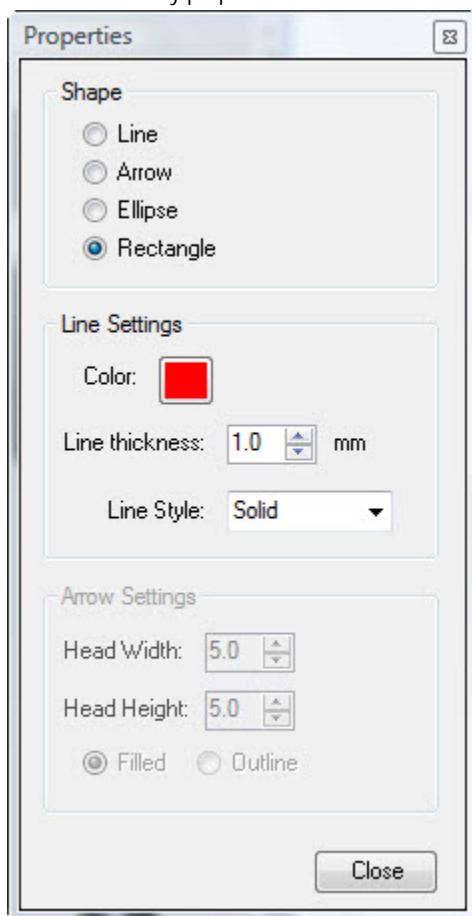 Properties
Shape
Line
Arrow
Ellipse
Rectangle
Line Settings
Color:
Line thickness: 1.0 mm
Line Style: Solid
Arrow Settings
Head Width: 5.0
Head Height: 5.0
Filled Outline
Close